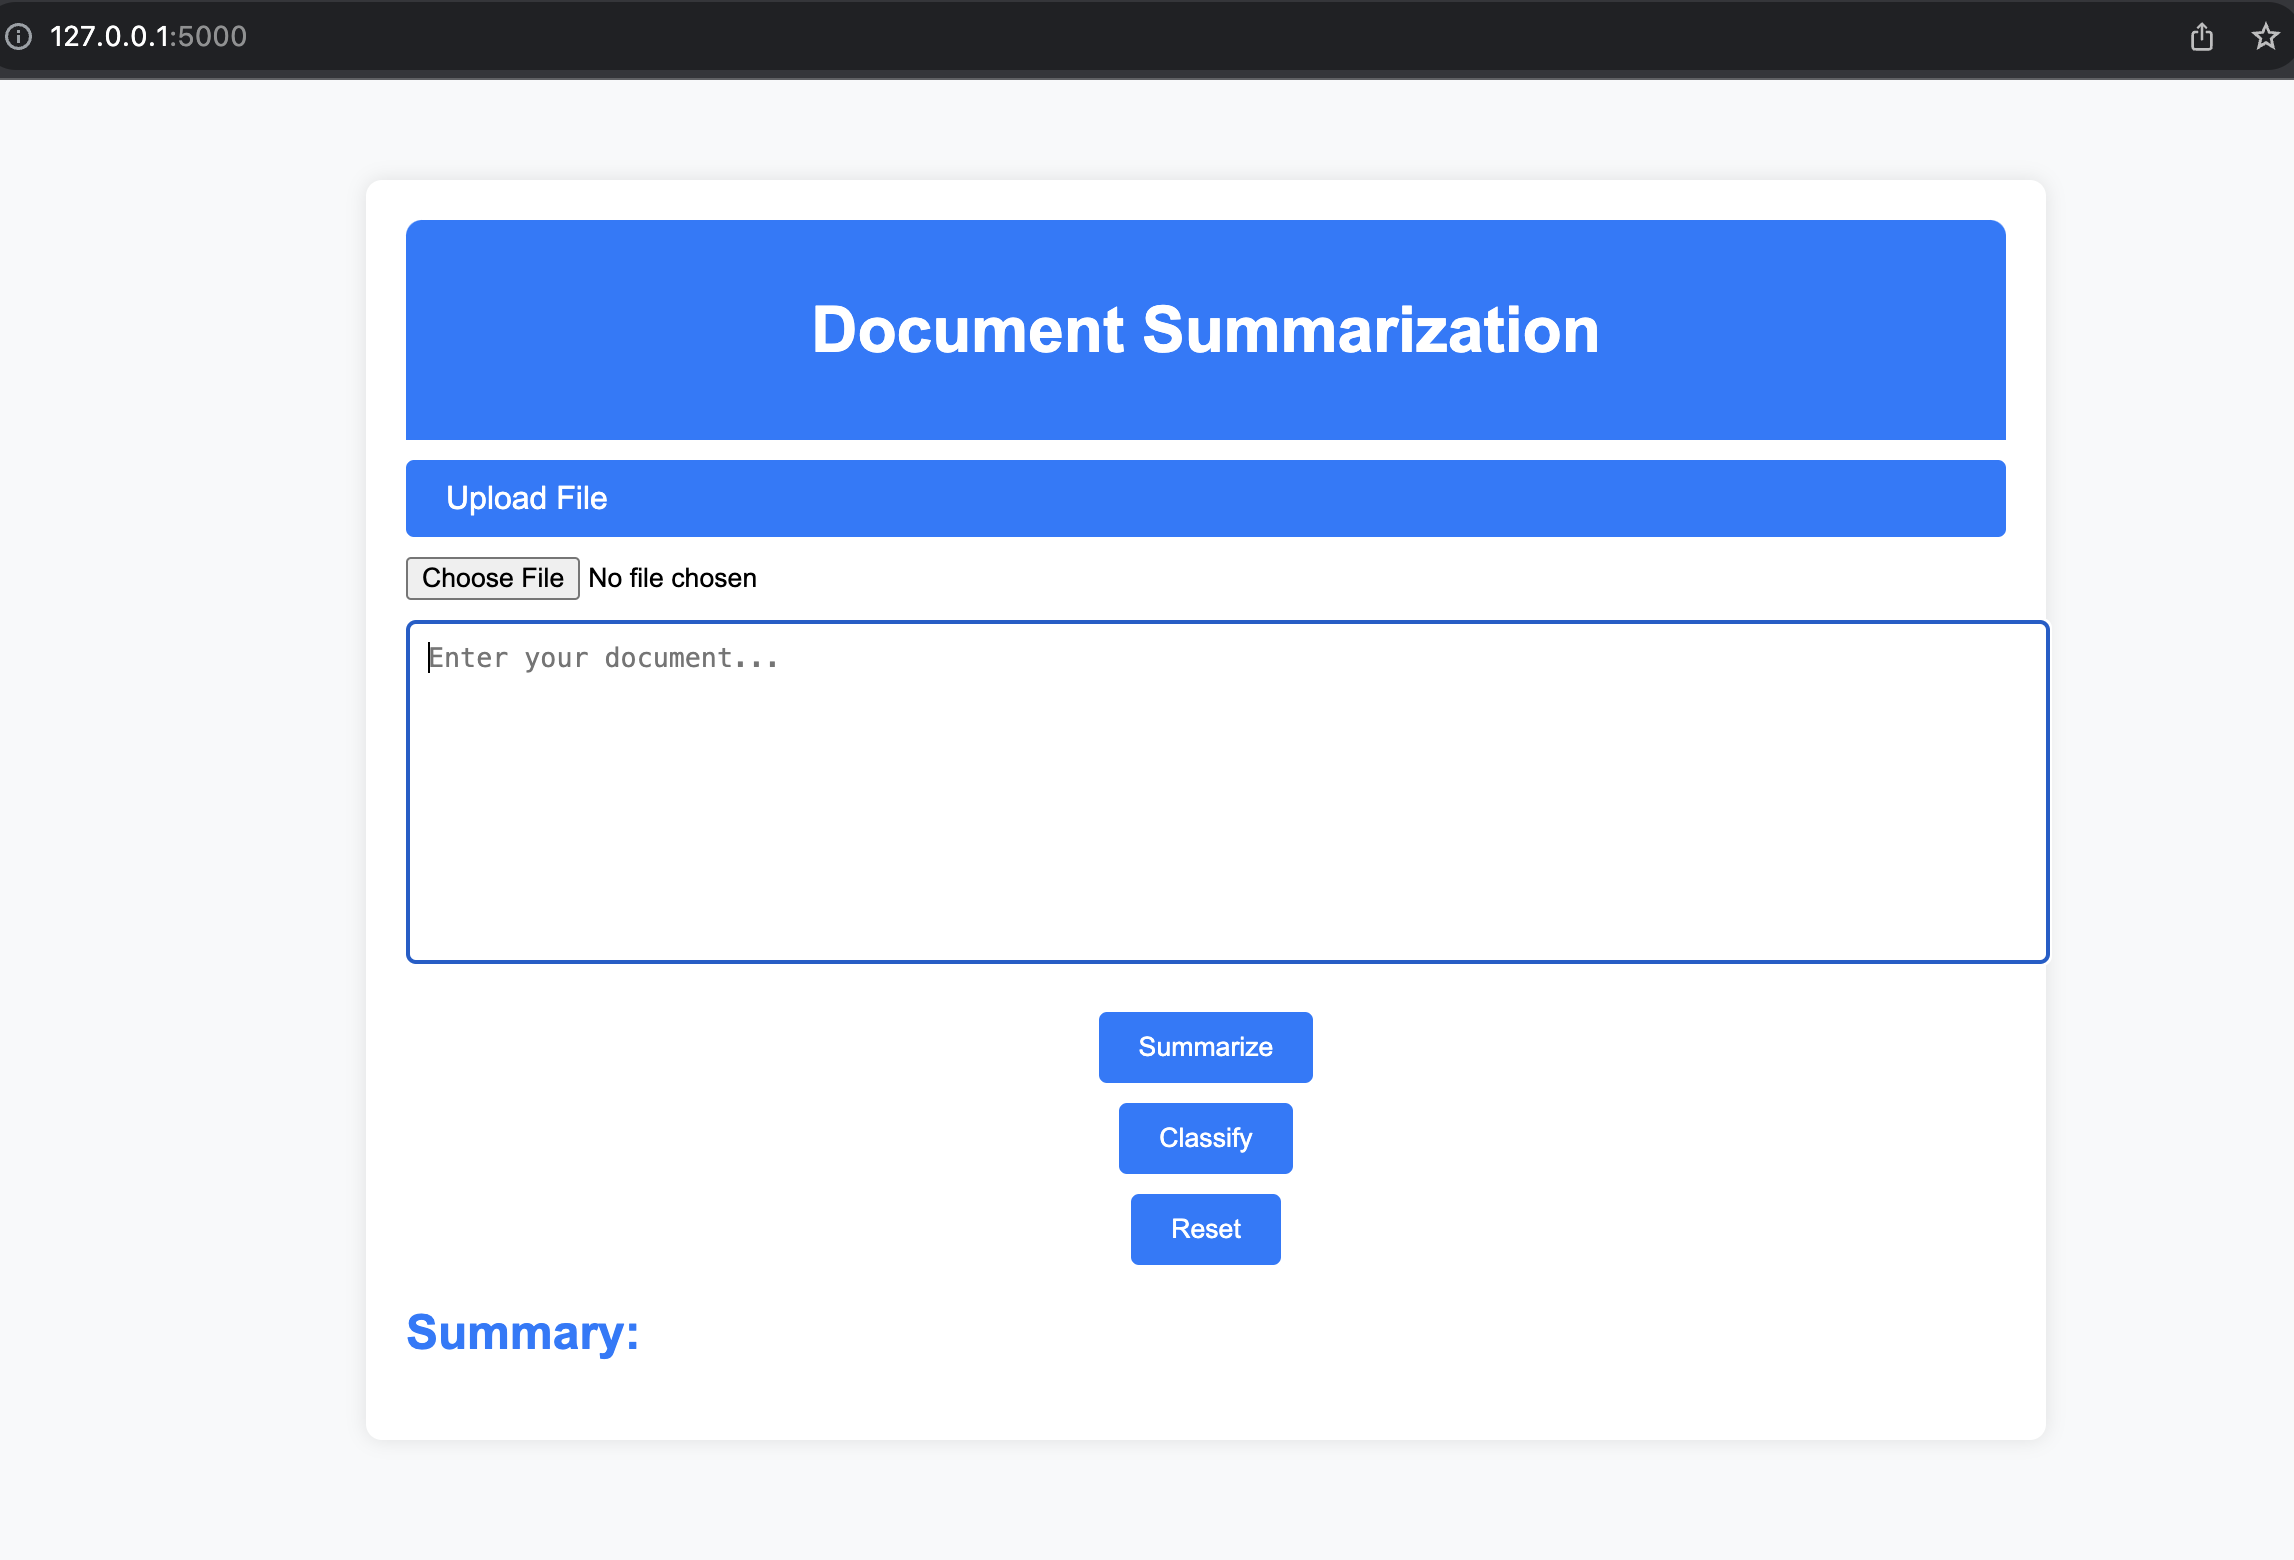 127.0.0.1:5000
Document Summarization
Upload File
Choose File No file chosen
Enter your document...
Summarize
Classify
Reset
Summary: